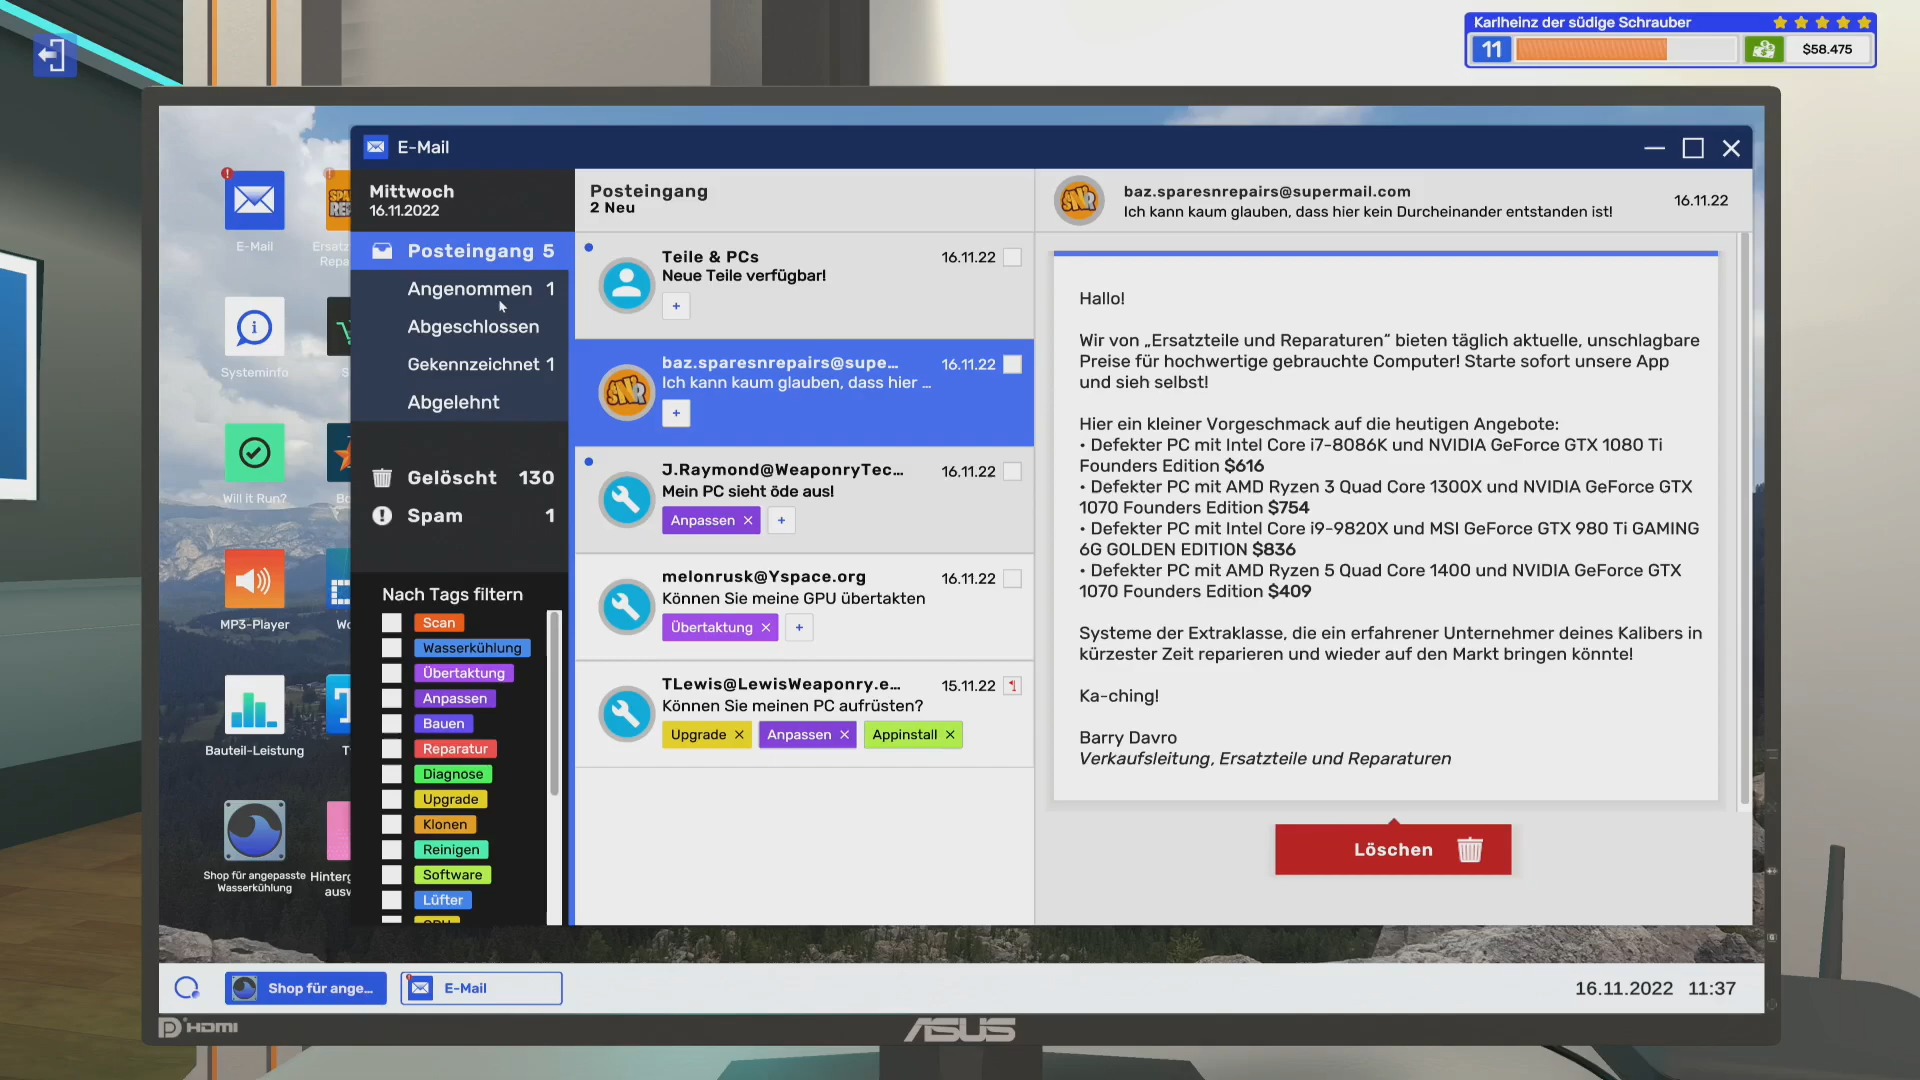 Karlheinz der südige Schrauber
11
$58.475
E-Mail
Mittwoch
16.11.2022
Posteingang 5
Angenommen 1
Abgeschlossen
Gekennzeichnet 1
Abgelehnt
Gelöscht 130
Spam 1
Nach Tags filtern
Scan
Wasserkühlung
Übertaktung
Anpassen
Bauen
Reparatur
Diagnose
Upgrade
Klonen
Reinigen
Software
Lüfter
Posteingang
2 Neu
Teile & PCs 16.11.22
Neue Teile verfügbar!
+
baz.sparesnrepairs@supe... 16.11.22
Ich kann kaum glauben, dass hier ...
+
J.Raymond@WeaponryTec... 16.11.22
Mein PC sieht öde aus!
Anpassen × +
melonrusk@Yspace.org 16.11.22
Können Sie meine GPU übertakten
Übertaktung × +
TLewis@LewisWeaponry.e... 15.11.22
Können Sie meinen PC aufrüsten?
Upgrade × Anpassen × Appinstall ×
SNR
baz.sparesnrepairs@supermail.com
Ich kann kaum glauben, dass hier kein Durcheinander entstanden ist!
16.11.22
Hallo!
Wir von „Ersatzteile und Reparaturen“ bieten täglich aktuelle, unschlagbare
Preise für hochwertige gebrauchte Computer! Starte sofort unsere App
und sieh selbst!
Hier ein kleiner Vorgeschmack auf die heutigen Angebote:
• Defekter PC mit Intel Core i7-8086K und NVIDIA GeForce GTX 1080 Ti
Founders Edition $616
• Defekter PC mit AMD Ryzen 3 Quad Core 1300X und NVIDIA GeForce GTX
1070 Founders Edition $754
• Defekter PC mit Intel Core i9-9820X und MSI GeForce GTX 980 Ti GAMING
6G GOLDEN EDITION $836
• Defekter PC mit AMD Ryzen 5 Quad Core 1400 und NVIDIA GeForce GTX
1070 Founders Edition $409
Systeme der Extraklasse, die ein erfahrener Unternehmer deines Kalibers in
kürzester Zeit reparieren und wieder auf den Markt bringen könnte!
Ka-ching!
Barry Davro
Verkaufsleitung, Ersatzteile und Reparaturen
Löschen
E-Mail
Systeminfo
Will it Run?
MP3-Player
Bauteil-Leistung
Shop für angepasste
Wasserkühlung
Shop für ange...
E-Mail
16.11.2022 11:37
HDMI
ASUS